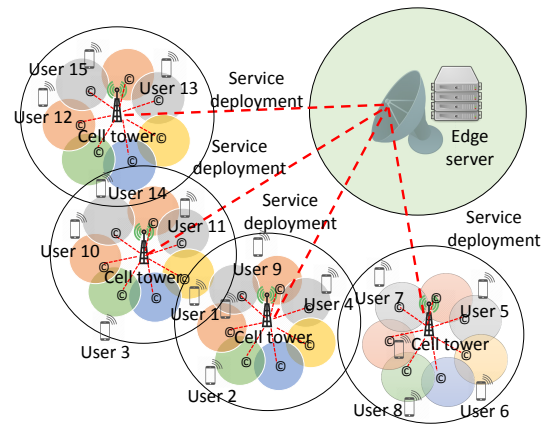 User 15
Service
deployment
User 13
User 12
Cell tower
Edge
server
Service
deployment
User 14
Service
deployment
User 11
User 10
Service
deployment
Cell tower
User 9
User 7
User 1
User 4
User 5
User 3
Cell tower
Cell tower
User 2
User 8
User 6